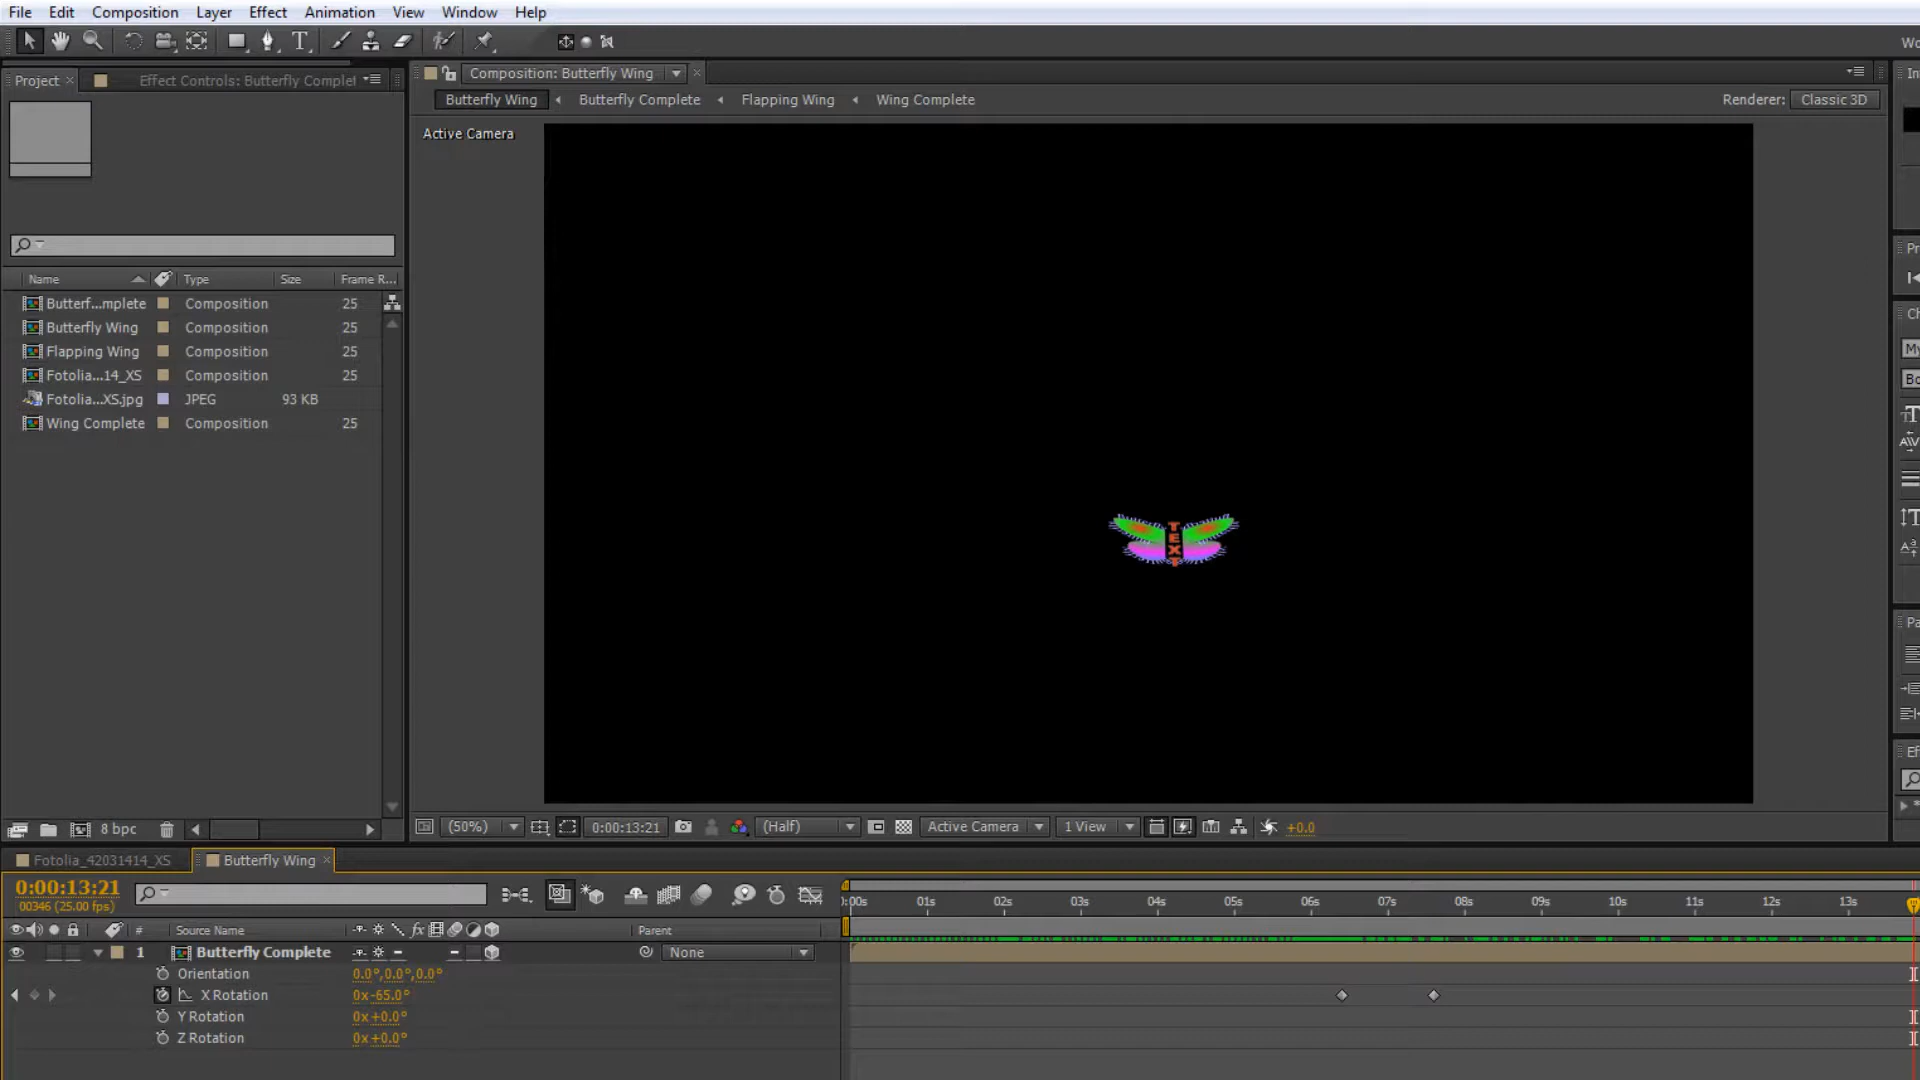 File Edit Composition Layer Effect Animation View Window Help
Project × Effect Controls: Butterfly Complet
Composition: Butterfly Wing ×
Butterfly Wing Butterfly Complete Flapping Wing Wing Complete
Renderer: Classic 3D
Active Camera
Name Type Size Frame R...
Butterf...mplete Composition 25
Butterfly Wing Composition 25
Flapping Wing Composition 25
Fotolia...14_XS Composition 25
Fotolia...XS.jpg JPEG 93 KB
Wing Complete Composition 25
TEXT
8 bpc
(50%) 0:00:13:21 (Half) Active Camera 1 View +0.0
Fotolia_42031414_XS Butterfly Wing ×
0:00:13:21
00346 (25.00 fps)
:00s 01s 02s 03s 04s 05s 06s 07s 08s 09s 10s 11s 12s 13s
# Source Name fx Parent
1 Butterfly Complete None
Orientation 0.0°,0.0°,0.0°
X Rotation 0x-65.0°
Y Rotation 0x+0.0°
Z Rotation 0x+0.0°